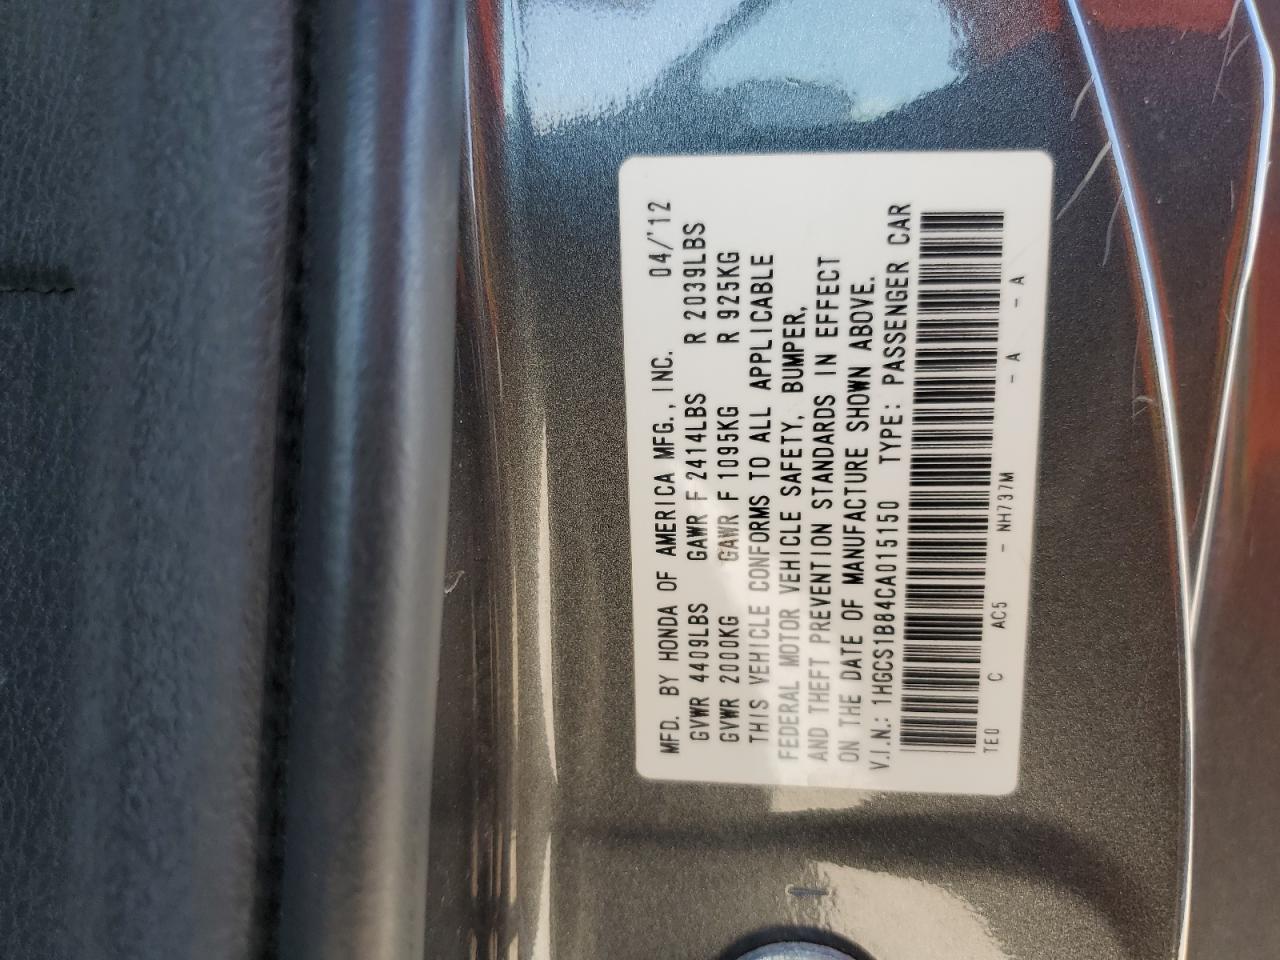 MFD. BY HONDA OF AMERICA MFG., INC. 04/'12
GVWR 4409LBS GAWR F 2414LBS R 2039LBS
GVWR 2000KG GAWR F 1095KG R 925KG
THIS VEHICLE CONFORMS TO ALL APPLICABLE
FEDERAL MOTOR VEHICLE SAFETY, BUMPER,
AND THEFT PREVENTION STANDARDS IN EFFECT
ON THE DATE OF MANUFACTURE SHOWN ABOVE.
V.I.N.: 1HGCS1B84CA015150 TYPE: PASSENGER CAR
TE0 C AC5 - NH737M - A - A